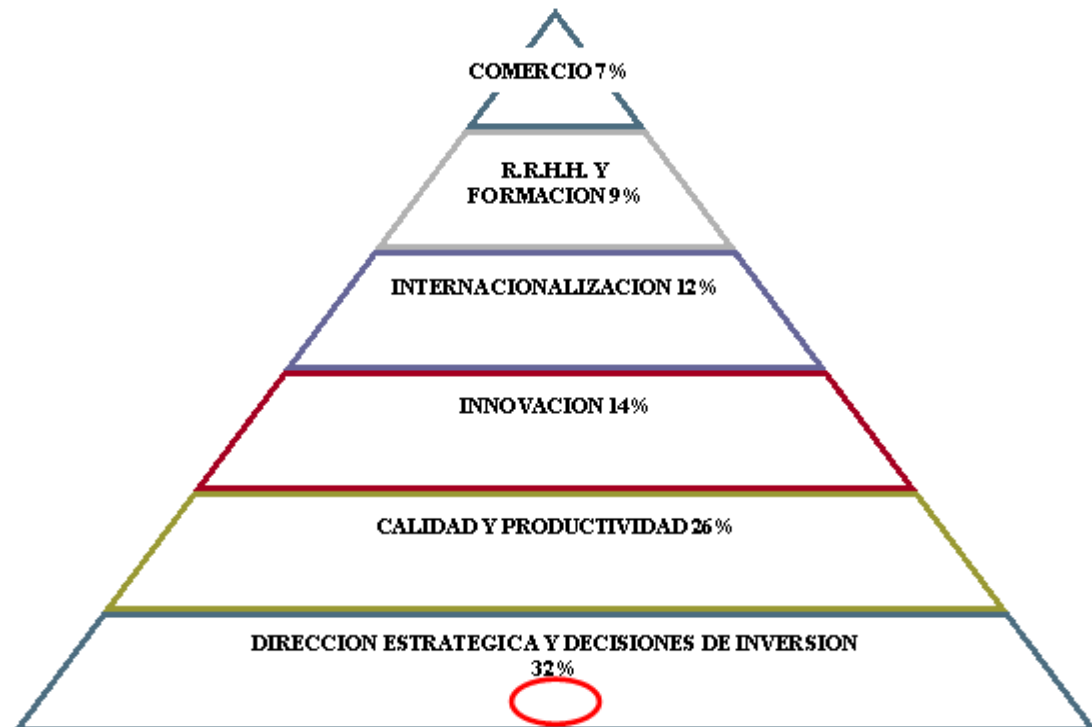 COMERCIO 7%
R.R.H.H. Y
FORMACION 9%
INTERNACIONALIZACION 12%
INNOVACION 14%
CALIDAD Y PRODUCTIVIDAD 26%
DIRECCION ESTRATEGICA Y DECISIONES DE INVERSION
32%